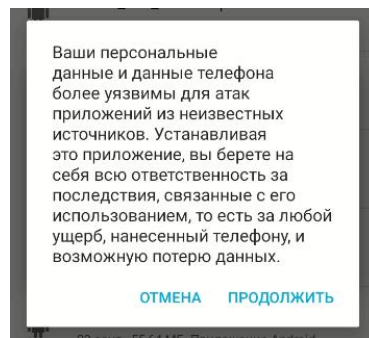 Ваши персональные
данные и данные телефона
более уязвимы для атак
приложений из неизвестных
источников. Устанавливая
это приложение, вы берете на
себя всю ответственность за
последствия, связанные с его
использованием, то есть за любой
ущерб, нанесенный телефону, и
возможную потерю данных.
ОТМЕНА ПРОДОЛЖИТЬ